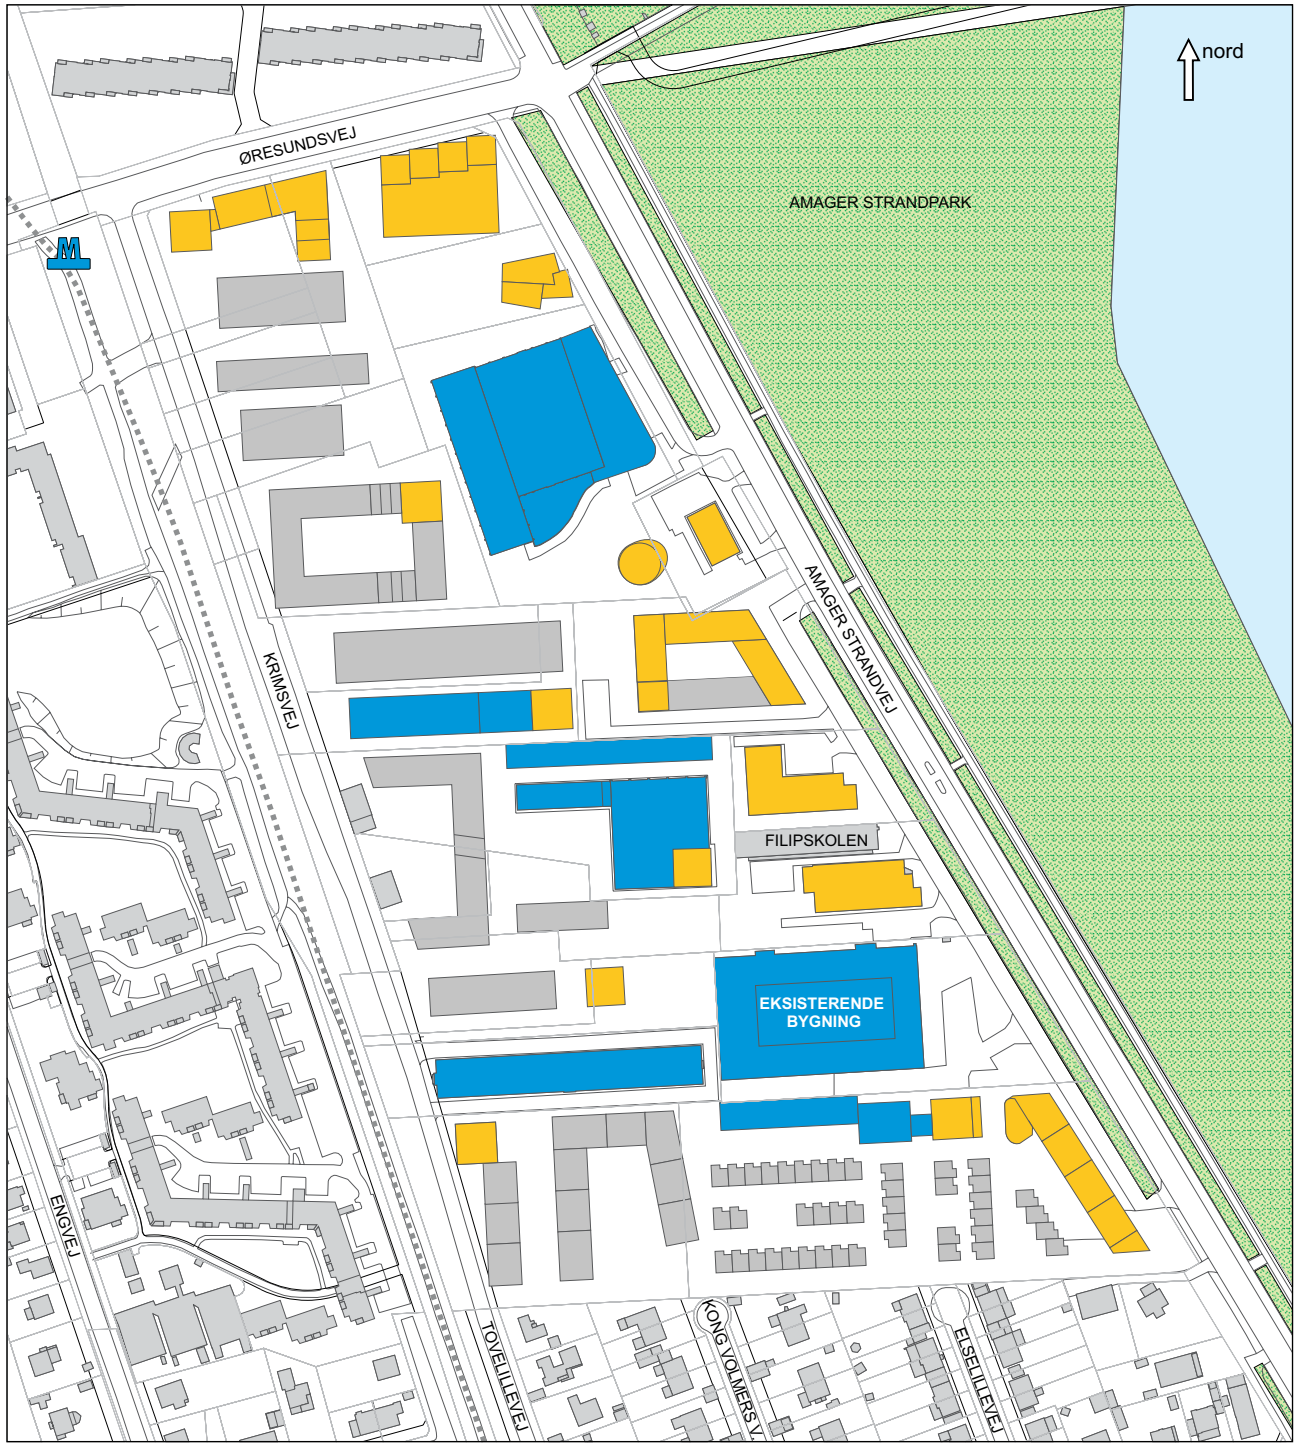 nord
ØRESUNDSVEJ
AMAGER STRANDPARK
M
AMAGER STRANDVEJ
KRIMSVEJ
FILIPSKOLEN
EKSISTERENDE
BYGNING
ENGVEJ
TOVELILLEVEJ
KONG VOLMERS V.
ELSELILLEVEJ